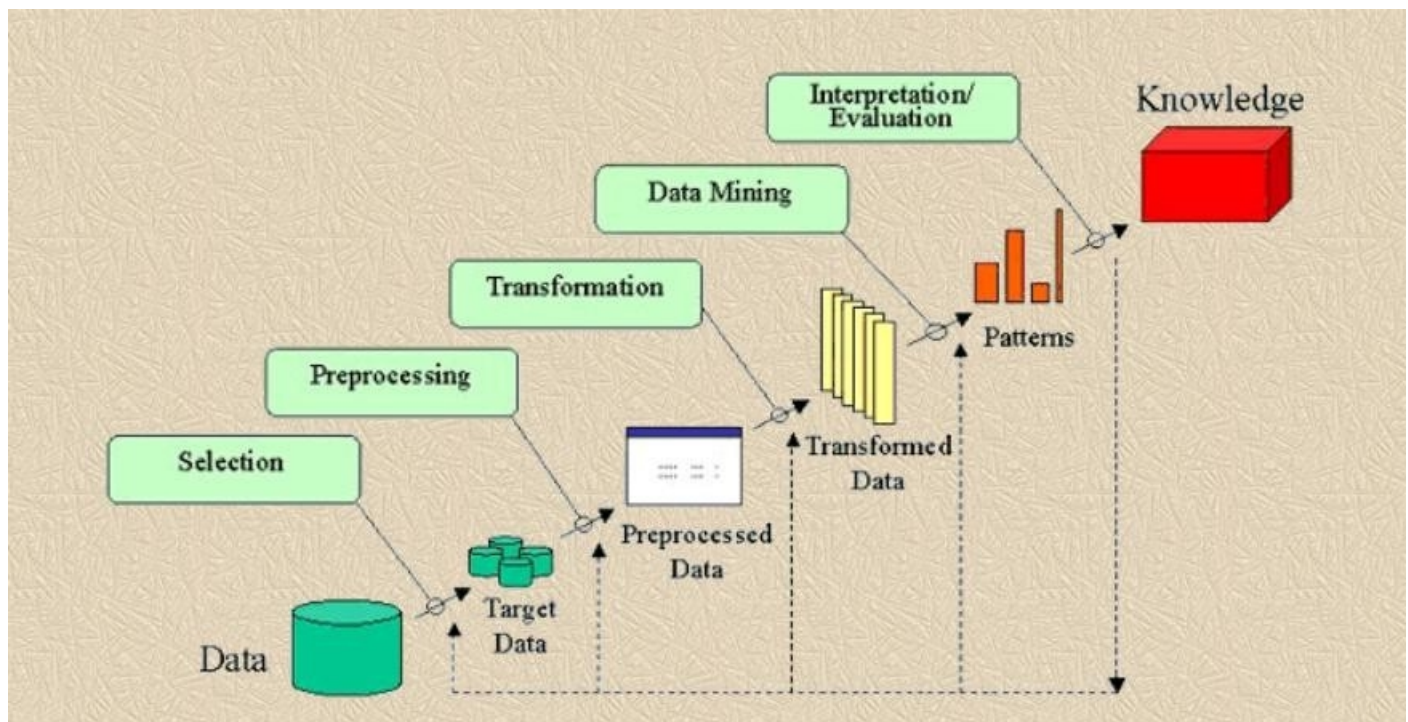 Interpretation/
Evaluation
Knowledge
Data Mining
Transformation
Patterns
Preprocessing
Transformed
Data
Selection
Preprocessed
Data
Target
Data
Data